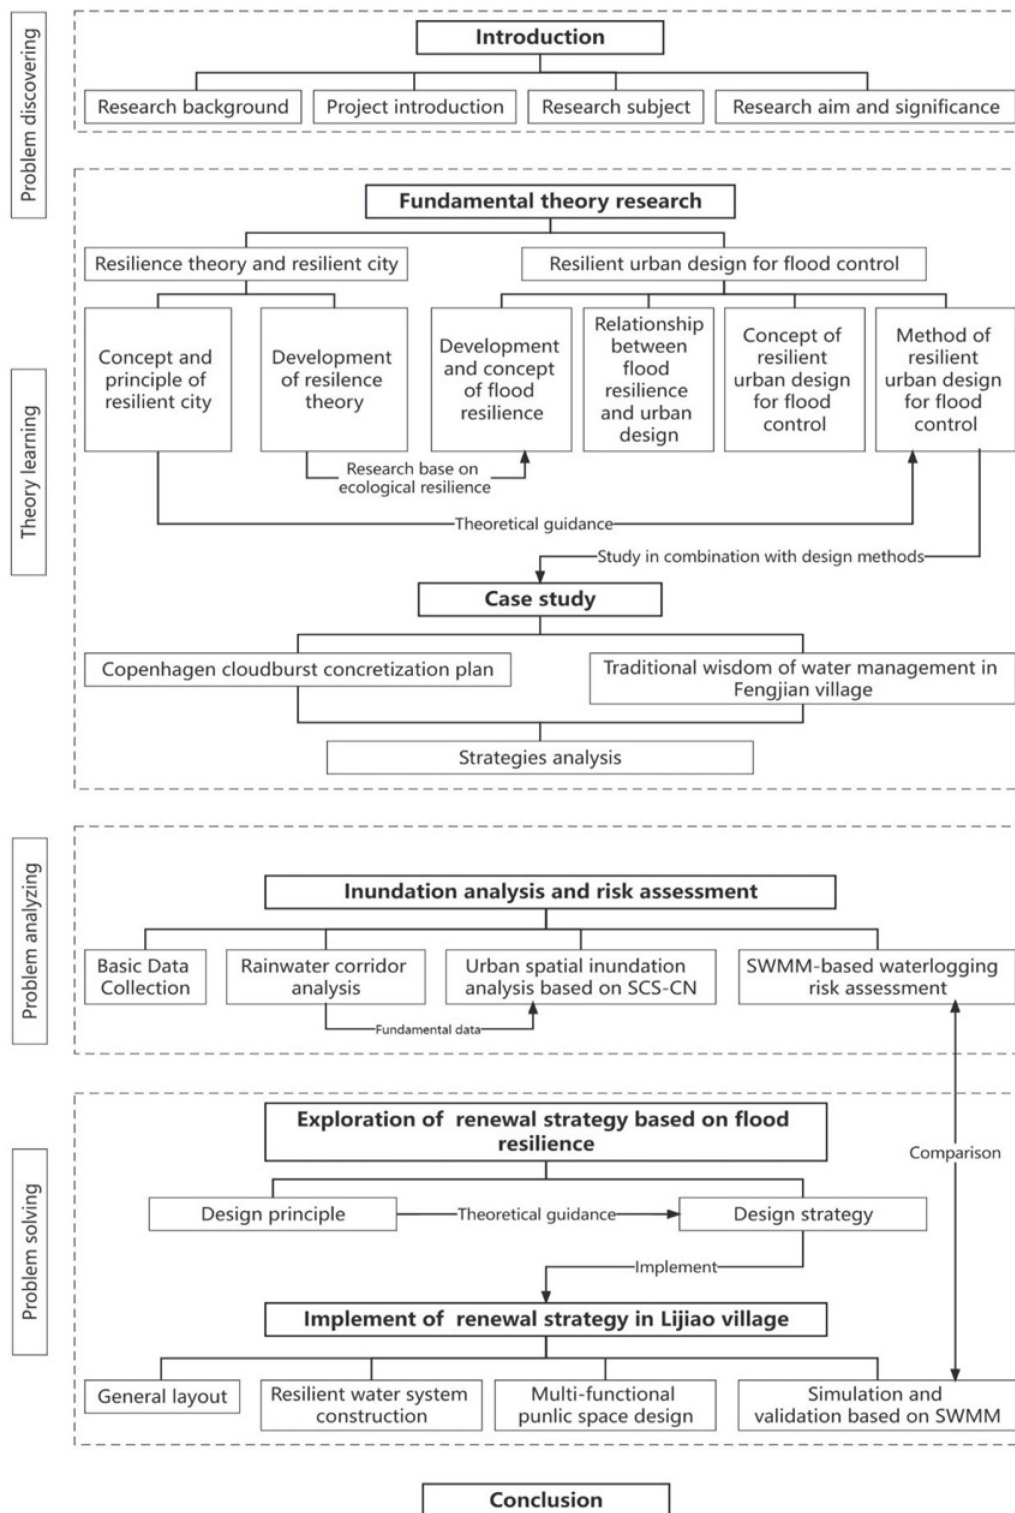 Problem discovering
Introduction
Research background
Project introduction
Research subject
Research aim and significance
Theory learning
Fundamental theory research
Resilience theory and resilient city
Resilient urban design for flood control
Concept and
principle of
resilient city
Development
of resilence
theory
Development
and concept
of flood
resilience
Relationship
between
flood
resilience
and urban
design
Concept of
resilient
urban design
for flood
control
Method of
resilient
urban design
for flood
control
Research base on
ecological resilience
Theoretical guidance
Study in combination with design methods
Case study
Copenhagen cloudburst concretization plan
Traditional wisdom of water management in
Fengjian village
Strategies analysis
Problem analyzing
Inundation analysis and risk assessment
Basic Data
Collection
Rainwater corridor
analysis
Urban spatial inundation
analysis based on SCS-CN
SWMM-based waterlogging
risk assessment
Fundamental data
Problem solving
Exploration of renewal strategy based on flood
resilience
Comparison
Design principle
Theoretical guidance
Design strategy
Implement
Implement of renewal strategy in Lijiao village
General layout
Resilient water system
construction
Multi-functional
punlic space design
Simulation and
validation based on SWMM
Conclusion